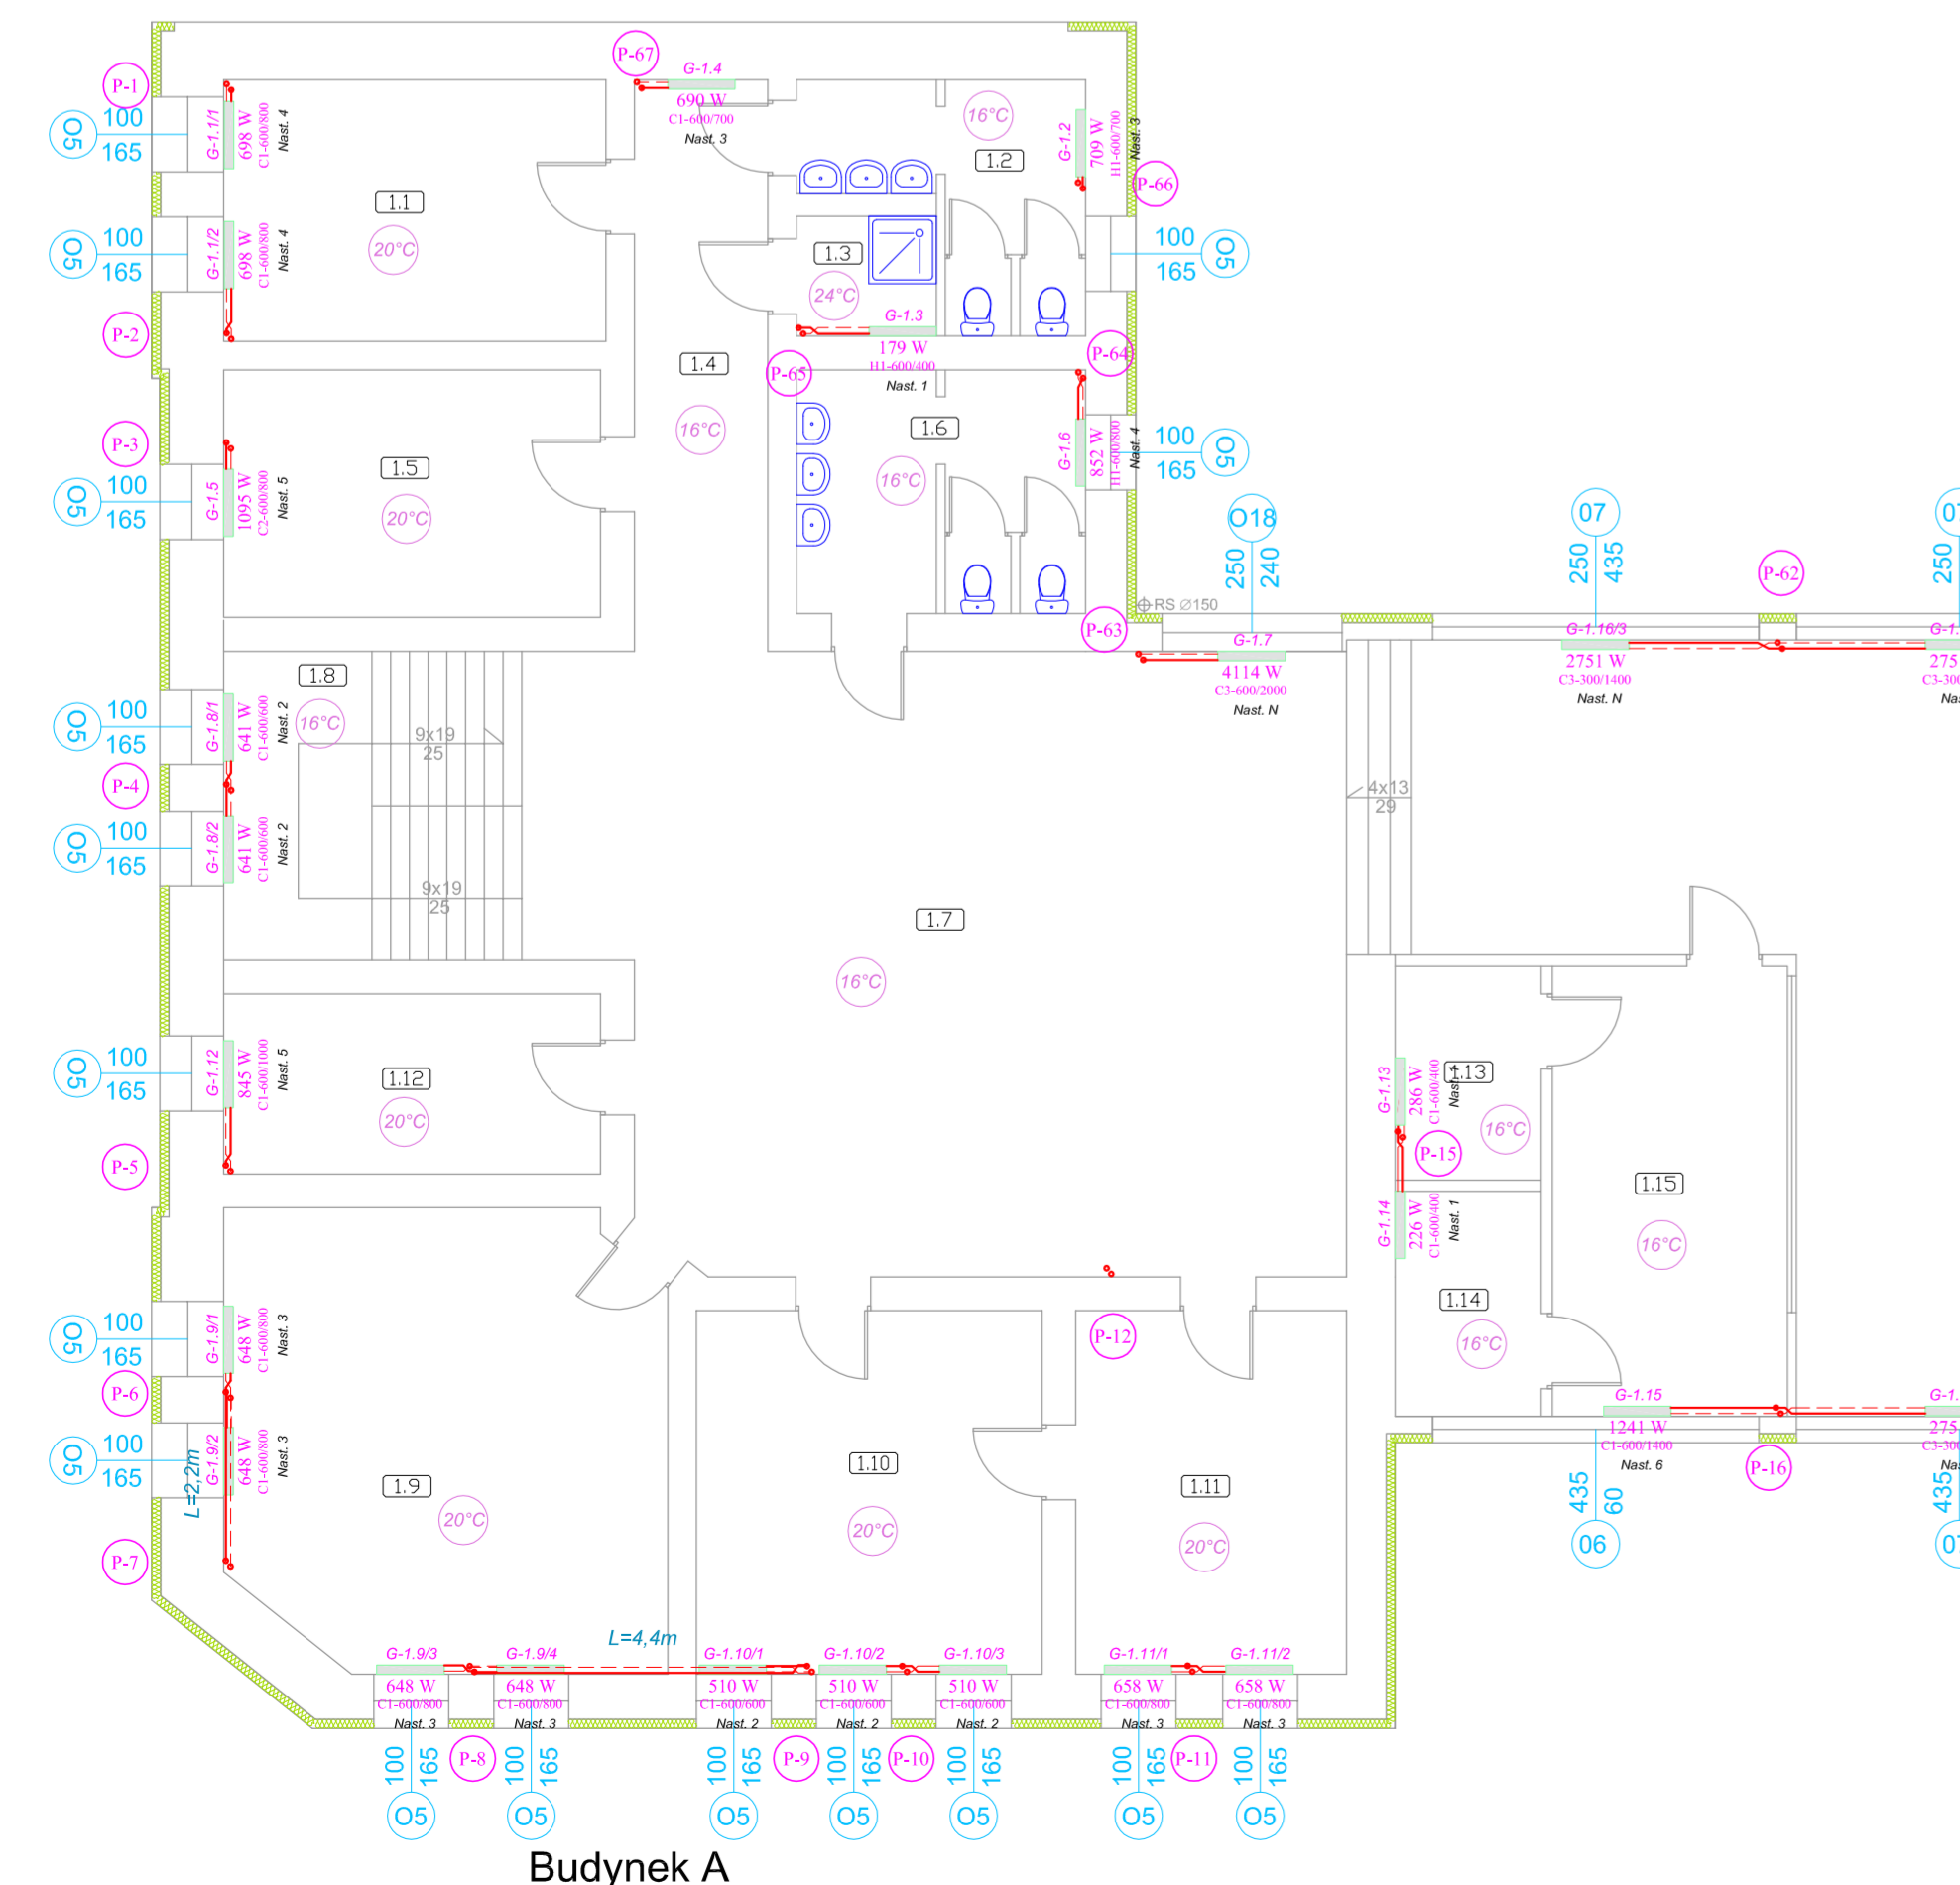 P-67
G-1.4
690 W
C1-600/700
Nast. 3
P-1
O5
100
165
G-1.1/1
698 W
C1-600/800
Nast. 4
1.1
20°C
O5
100
165
G-1.1/2
698 W
C1-600/800
Nast. 4
P-2
16°C
1.2
G-1.2
709 W
H1-600/700
Nast. 3
P-66
100
165
O5
1.3
24°C
G-1.3
179 W
H1-600/400
Nast. 1
P-65
P-64
1.4
16°C
P-3
O5
100
165
G-1.5
1095 W
C2-600/800
Nast. 5
1.5
20°C
1.6
16°C
G-1.6
852 W
H1-600/800
Nast. 4
100
165
O5
O18
250
240
07
250
435
P-62
07
250
RS ∅150
P-63
G-1.7
4114 W
C3-600/2000
Nast. N
G-1.16/3
2751 W
C3-300/1400
Nast. N
G-1.
275
C3-300
Nas
1.8
16°C
O5
100
165
G-1.8/1
641 W
C1-600/600
Nast. 2
P-4
O5
100
165
G-1.8/2
641 W
C1-600/600
Nast. 2
9x19
25
9x19
25
4x13
29
1.7
16°C
O5
100
165
G-1.12
845 W
C1-600/1000
Nast. 5
1.12
20°C
P-5
G-1.13
286 W
C1-600/400
Nast. 1
1.13
16°C
P-15
G-1.14
226 W
C1-600/400
Nast. 1
1.14
16°C
1.15
16°C
G-1.15
1241 W
C1-600/1400
Nast. 6
P-16
435
60
06
G-1.
275
C3-300
Nas
435
07
O5
100
165
G-1.9/1
648 W
C1-600/800
Nast. 3
P-6
O5
100
165
G-1.9/2
648 W
C1-600/800
Nast. 3
L=2,2m
P-7
1.9
20°C
P-12
1.10
20°C
1.11
20°C
L=4,4m
G-1.9/3
648 W
C1-600/800
Nast. 3
G-1.9/4
648 W
C1-600/800
Nast. 3
G-1.10/1
510 W
C1-600/600
Nast. 2
G-1.10/2
510 W
C1-600/600
Nast. 2
G-1.10/3
510 W
C1-600/600
Nast. 2
G-1.11/1
658 W
C1-600/800
Nast. 3
G-1.11/2
658 W
C1-600/800
Nast. 3
100
165
O5
P-8
100
165
O5
100
165
O5
P-9
100
165
O5
P-10
100
165
O5
100
165
O5
P-11
100
165
O5
Budynek A